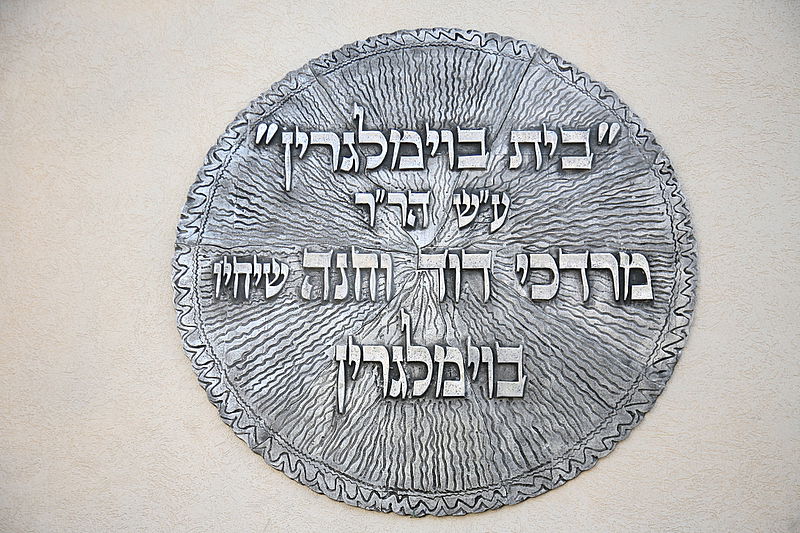 "בית בוימלגרין"
ע"ש הר"ר
מרדכי דוד וחנה שיחיו
בוימלגרין